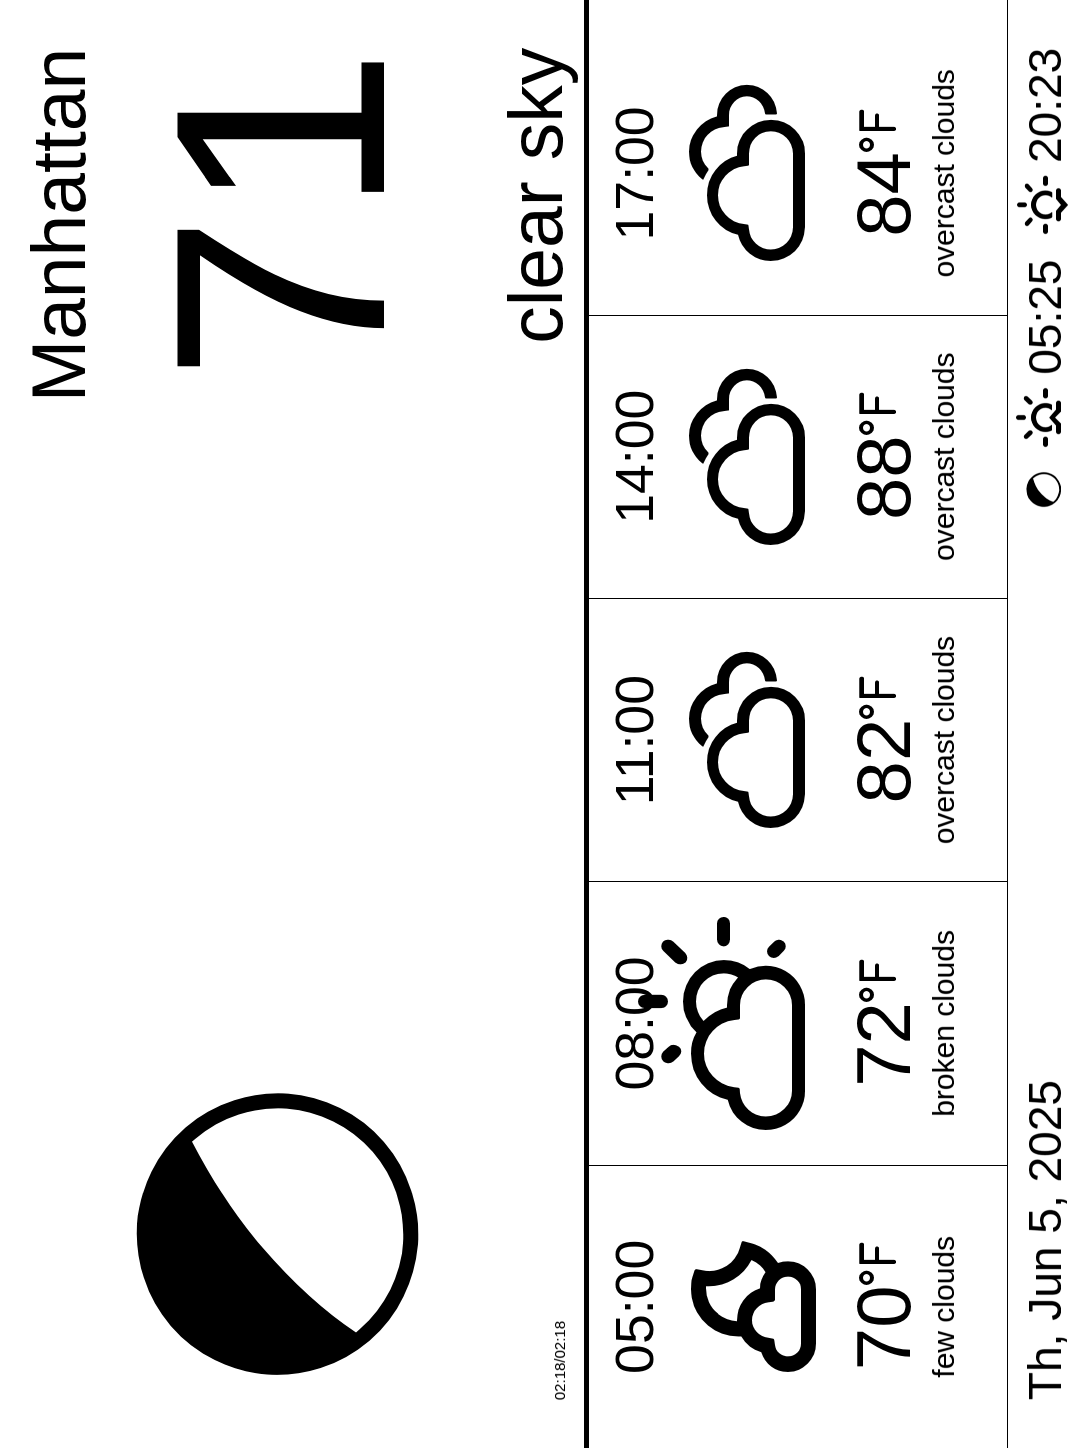 Manhattan
71
clear sky
02:18/02:18
05:00 08:00 11:00 14:00 17:00
70°F 72°F 82°F 88°F 84°F
few clouds broken clouds overcast clouds overcast clouds overcast clouds
Th, Jun 5, 2025 05:25 20:23